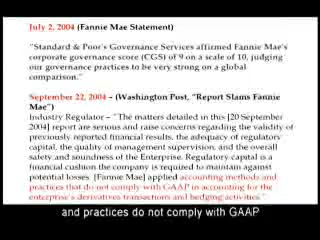 July 2, 2004 (Fannie Mae Statement)
"Standard & Poor's Governance Services affirmed Fannie Mae's
corporate governance score (CGS) of 9 on a scale of 10, judging
our governance practices to be very strong on a global
comparison."
September 22, 2004 – (Washington Post, "Report Slams Fannie
Mae")
Industry Regulator – "The matters detailed in this [20 September
2004] report are serious and raise concerns regarding the validity of
previously reported financial results, the adequacy of regulatory
capital, the quality of management supervision, and the overall
safety and soundness of the Enterprise. Regulatory capital is a
financial cushion the company is required to maintain against
potential losses. [Fannie Mae] applied accounting methods and
practices that do not comply with GAAP in accounting for the
enterprise's derivatives transactions and hedging activities."
and practices do not comply with GAAP